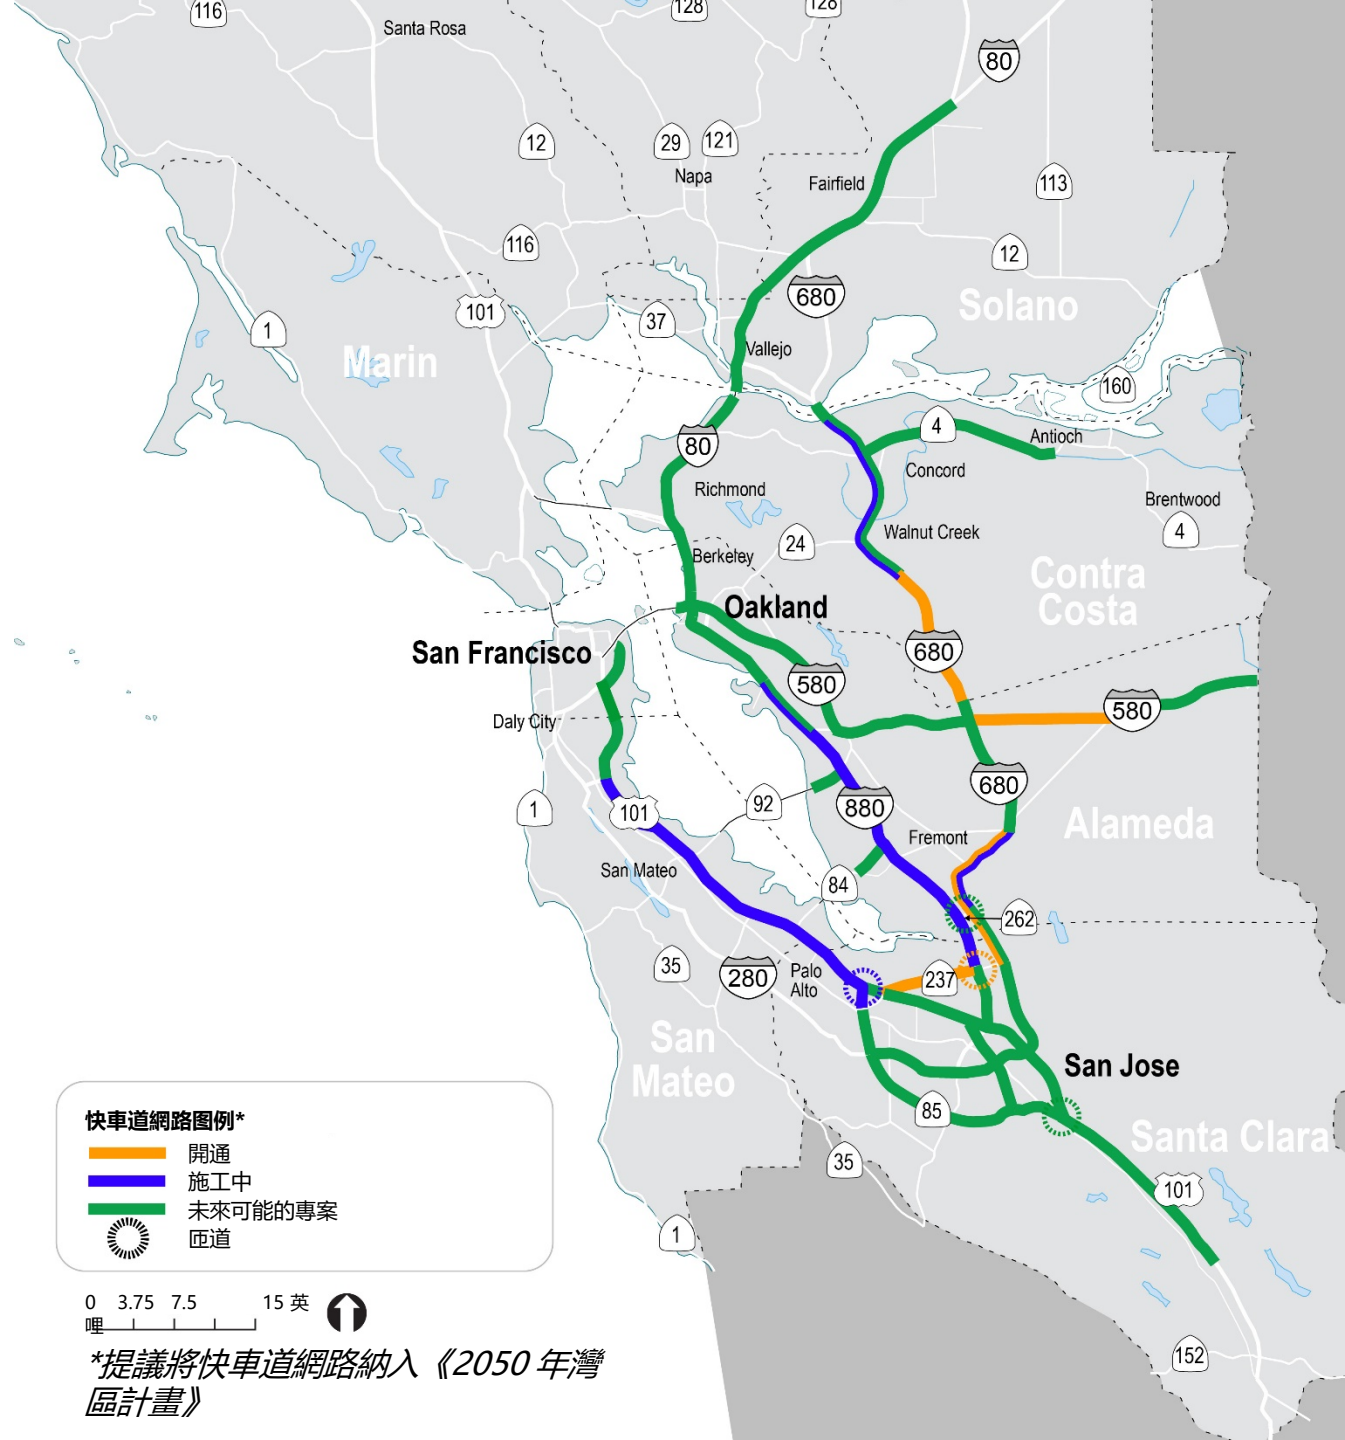 116
128
128
Santa Rosa
80
12
29
121
Napa
Fairfield
113
116
12
680
Solano
101
37
1
Marin
Vallejo
160
4
Antioch
80
Concord
Richmond
Brentwood
4
Walnut Creek
24
Berkeley
Contra
Costa
Oakland
San Francisco
680
580
Daly City
580
680
92
880
1
101
Alameda
Fremont
San Mateo
84
262
35
280
Palo
Alto
237
San
Mateo
San Jose
85
Santa Clara
35
101
1
152
快車道網路图例*
開通
施工中
未來可能的專案
匝道
0 3.75 7.5 15 英
哩
*提議將快車道網路納入《2050 年灣
區計畫》